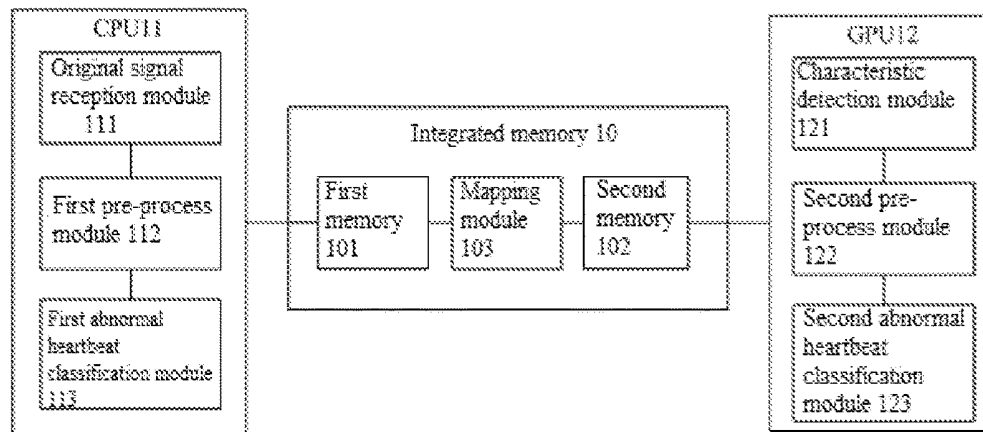 CPU11
Original signal
reception module
111
First pre-process
module 112
First abnormal
heartbeat
classification module
113
Integrated memory 10
First
memory
101
Mapping
module
103
Second
memory
102
GPU12
Characteristic
detection module
121
Second pre-
process module
122
Second abnormal
heartbeat
classification
module 123